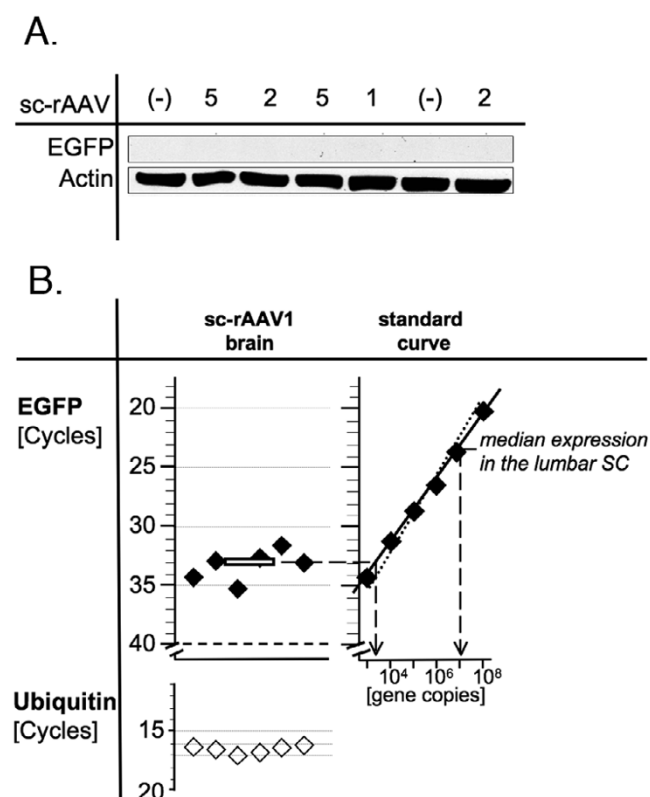 A.
sc-rAAV (-) 5 2 5 1 (-) 2
EGFP
Actin
B.
sc-rAAV1 standard
brain curve
EGFP
[Cycles]
20
25
30
35
40
median expression
in the lumbar SC
10⁴ 10⁶ 10⁸
[gene copies]
Ubiquitin
[Cycles]
15
20